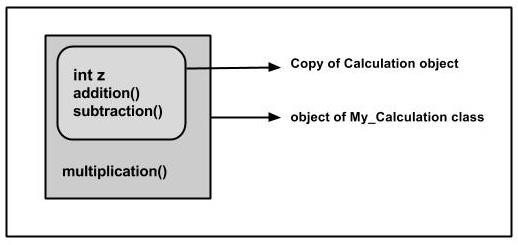 int z
addition()
subtraction()
multiplication()
Copy of Calculation object
object of My_Calculation class